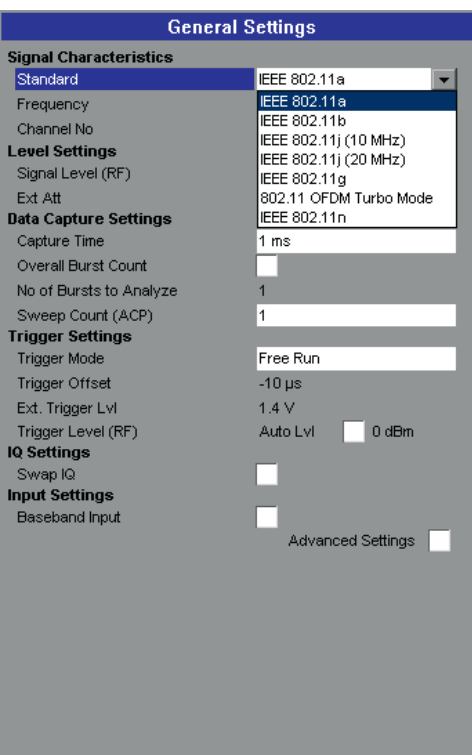 General Settings
Signal Characteristics
Standard IEEE 802.11a
Frequency IEEE 802.11a
IEEE 802.11b
Channel No IEEE 802.11j (10 MHz)
Level Settings IEEE 802.11j (20 MHz)
Signal Level (RF) IEEE 802.11g
Ext Att 802.11 OFDM Turbo Mode
Data Capture Settings IEEE 802.11n
Capture Time 1 ms
Overall Burst Count
No of Bursts to Analyze 1
Sweep Count (ACP) 1
Trigger Settings
Trigger Mode Free Run
Trigger Offset -10 µs
Ext. Trigger Lvl 1.4 V
Trigger Level (RF) Auto Lvl 0 dBm
IQ Settings
Swap IQ
Input Settings
Baseband Input
Advanced Settings